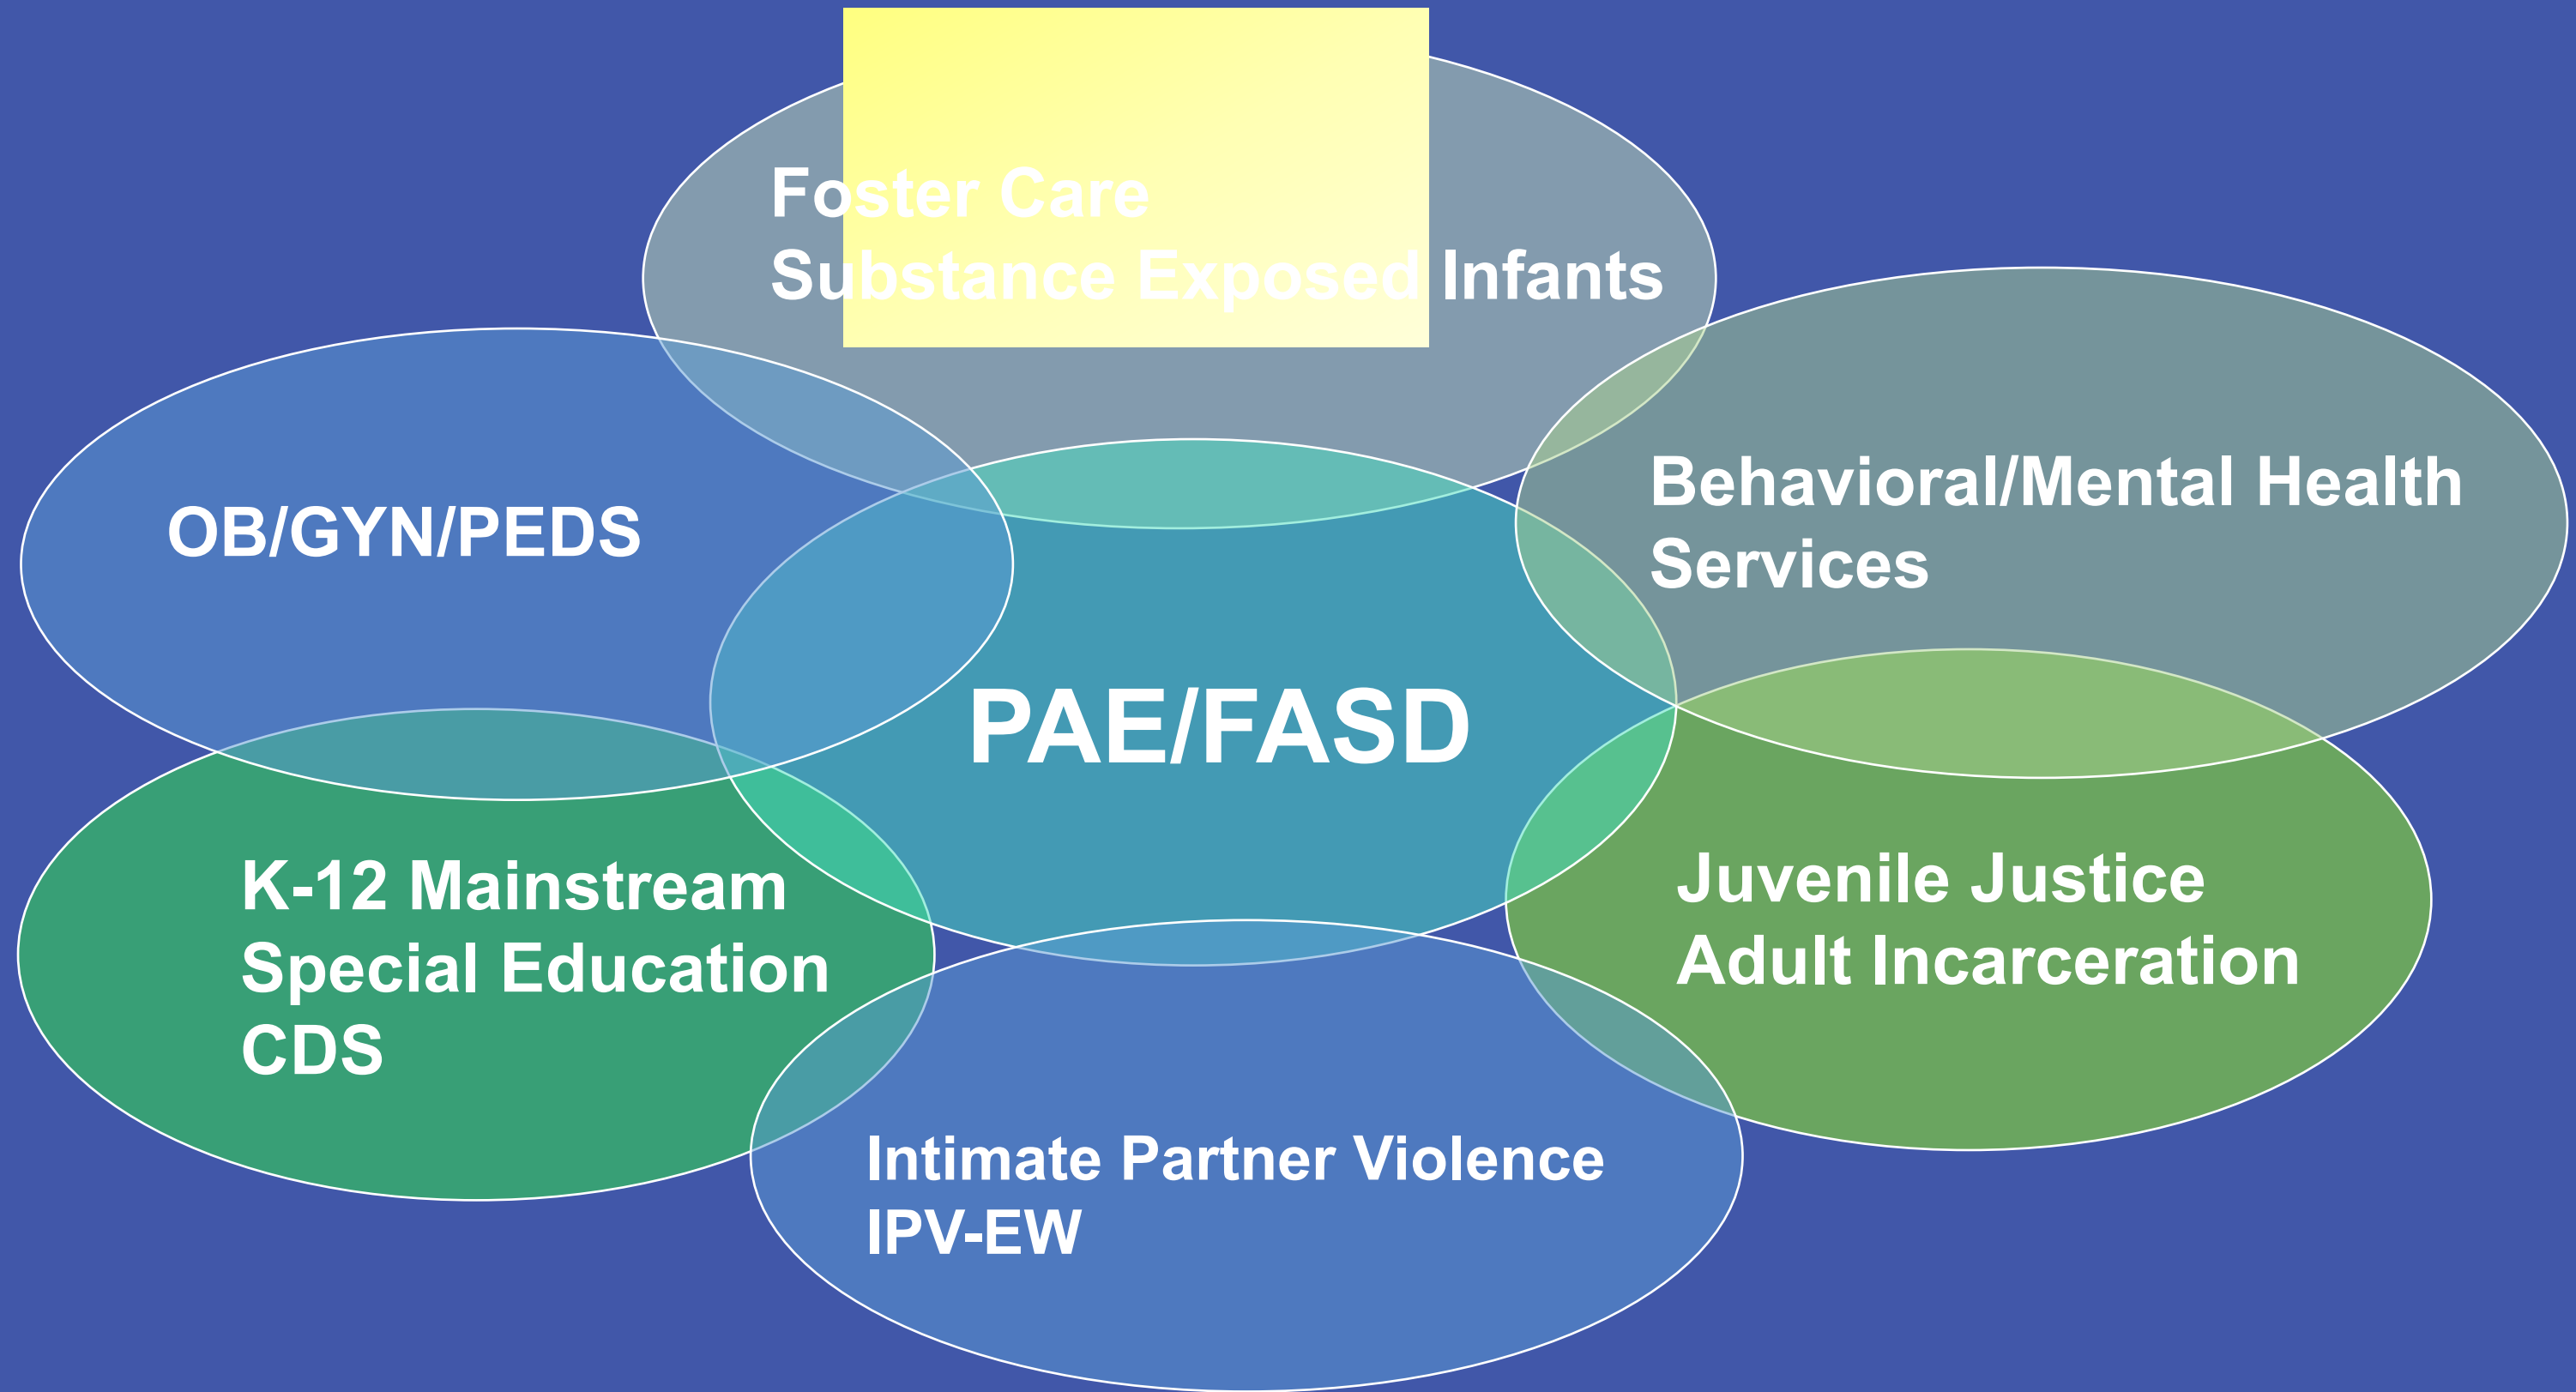 Foster Care
Substance Exposed Infants
OB/GYN/PEDS
Behavioral/Mental Health
Services
PAE/FASD
K-12 Mainstream
Special Education
CDS
Juvenile Justice
Adult Incarceration
Intimate Partner Violence
IPV-EW